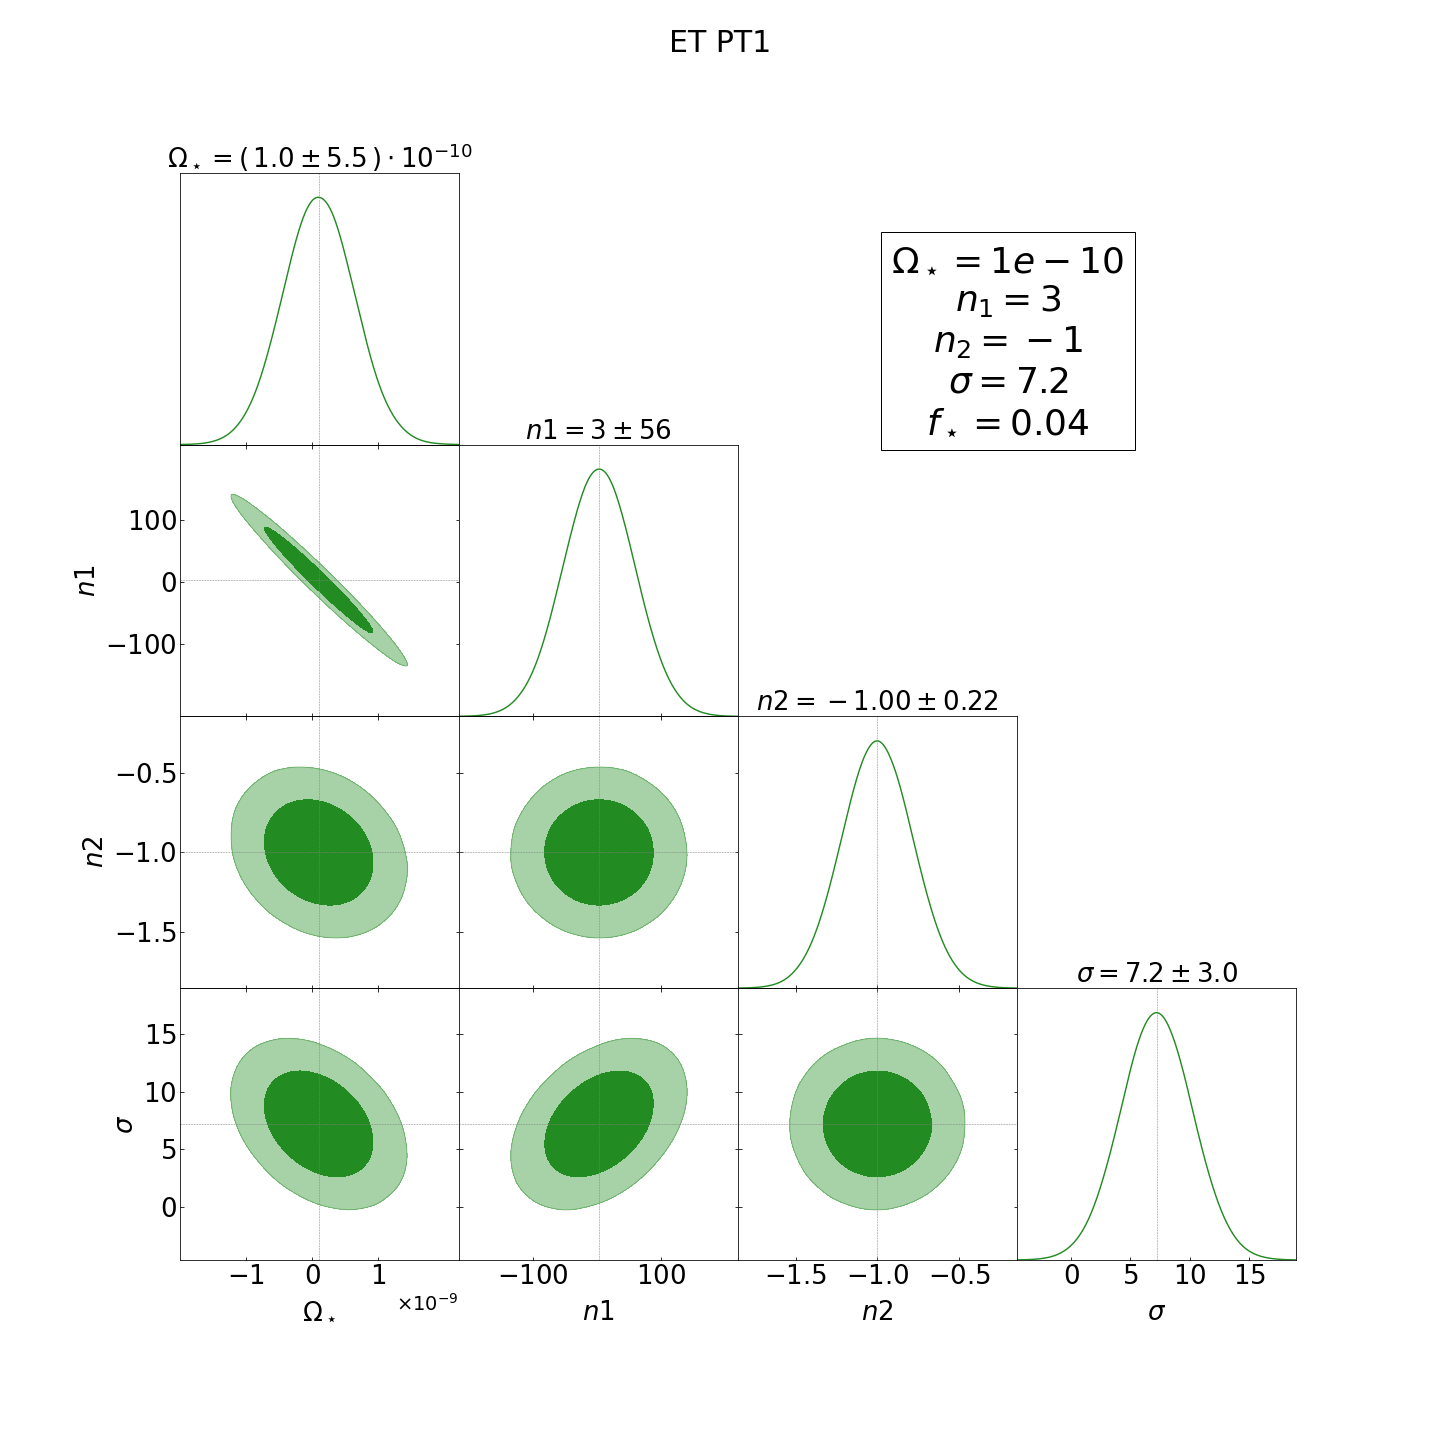 ET PT1
Ω⋆ = (1.0 ± 5.5) · 10⁻¹⁰
Ω⋆ = 1e − 10
n₁ = 3
n₂ = −1
σ = 7.2
f⋆ = 0.04
n1 = 3 ± 56
100
0
−100
n1
n2 = −1.00 ± 0.22
−0.5
−1.0
−1.5
n2
σ = 7.2 ± 3.0
15
10
5
0
σ
−1 0 1
×10⁻⁹
Ω⋆
−100 100
n1
−1.5 −1.0 −0.5
n2
0 5 10 15
σ